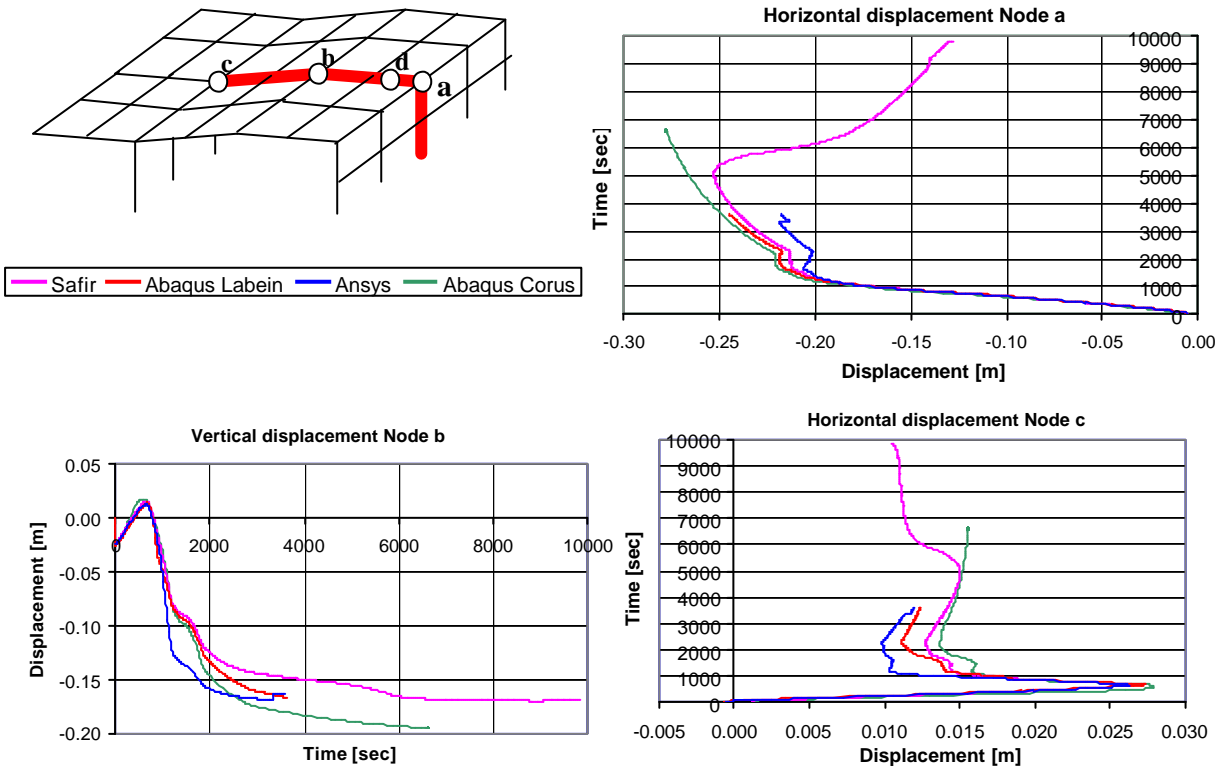 c
b
d
a
Safir
Abaqus Labein
Ansys
Abaqus Corus
Horizontal displacement Node a
10000
9000
8000
7000
6000
5000
4000
3000
2000
1000
0
Time [sec]
-0.30
-0.25
-0.20
-0.15
-0.10
-0.05
0.00
Displacement [m]
Vertical displacement Node b
0.05
0.00
-0.05
-0.10
-0.15
-0.20
0
2000
4000
6000
8000
10000
Displacement [m]
Time [sec]
Horizontal displacement Node c
10000
9000
8000
7000
6000
5000
4000
3000
2000
1000
0
Time [sec]
-0.005
0.000
0.005
0.010
0.015
0.020
0.025
0.030
Displacement [m]